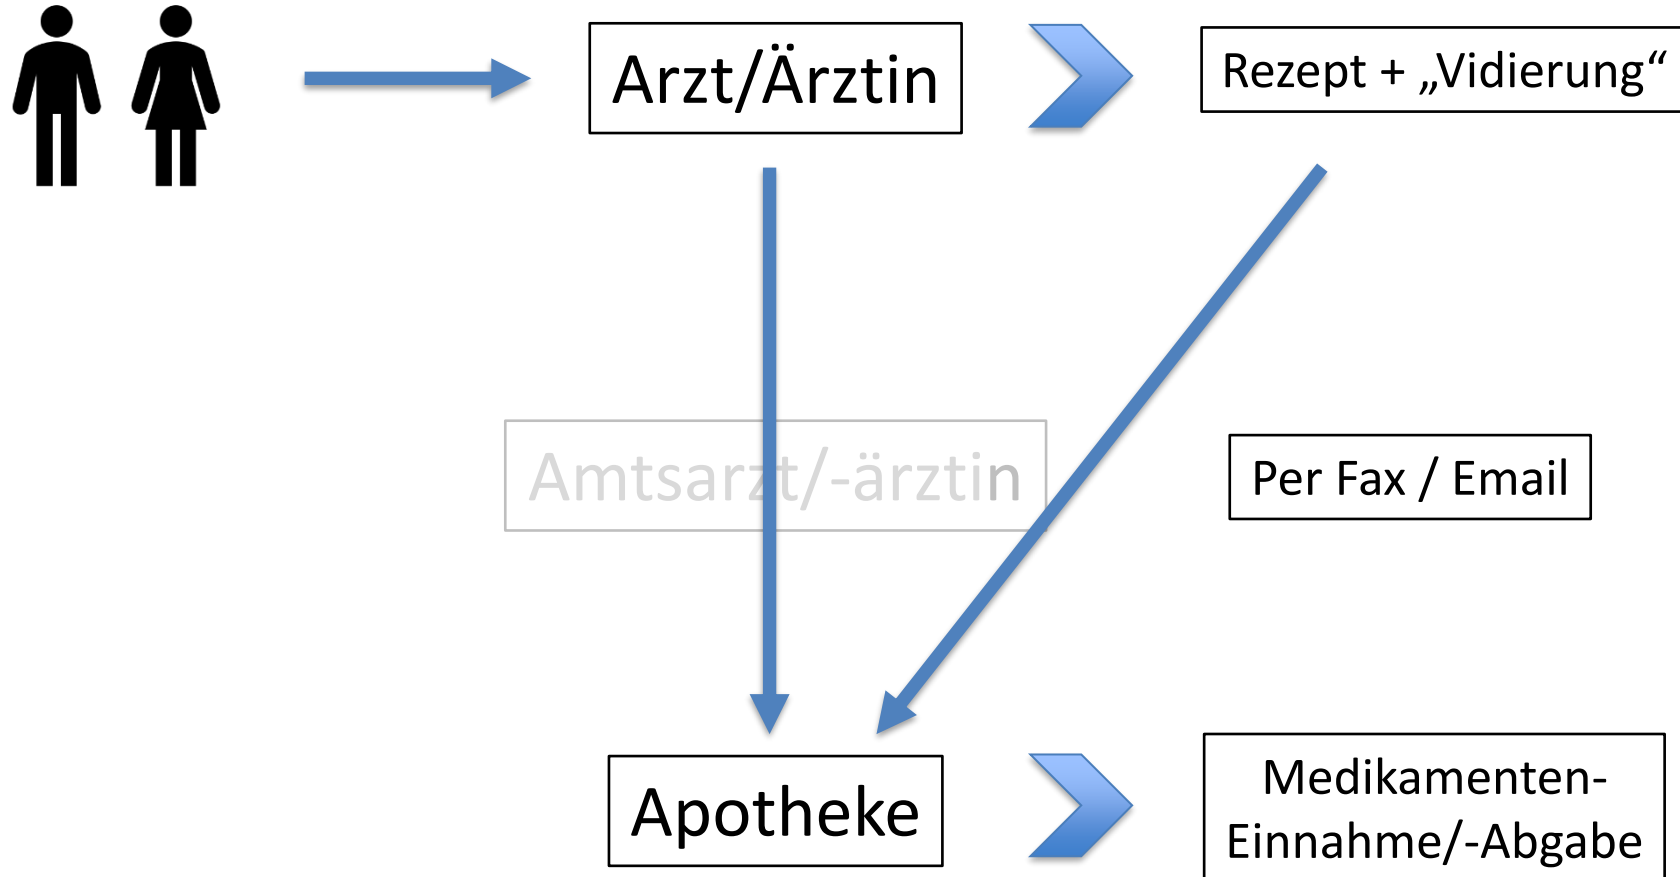 Arzt/Ärztin
Rezept + „Vidierung“
Amtsarzt/-ärztin
Per Fax / Email
Apotheke
Medikamenten-
Einnahme/-Abgabe